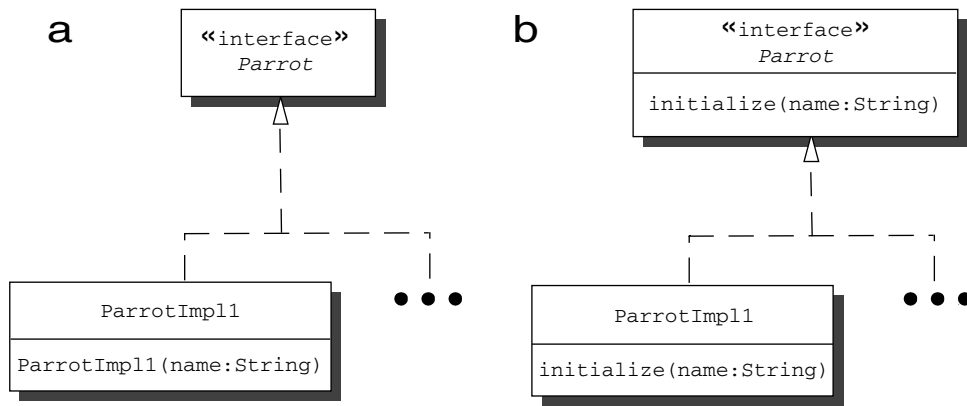 a
«interface»
Parrot
ParrotImpl1
ParrotImpl1(name:String)
b
«interface»
Parrot
initialize(name:String)
ParrotImpl1
initialize(name:String)